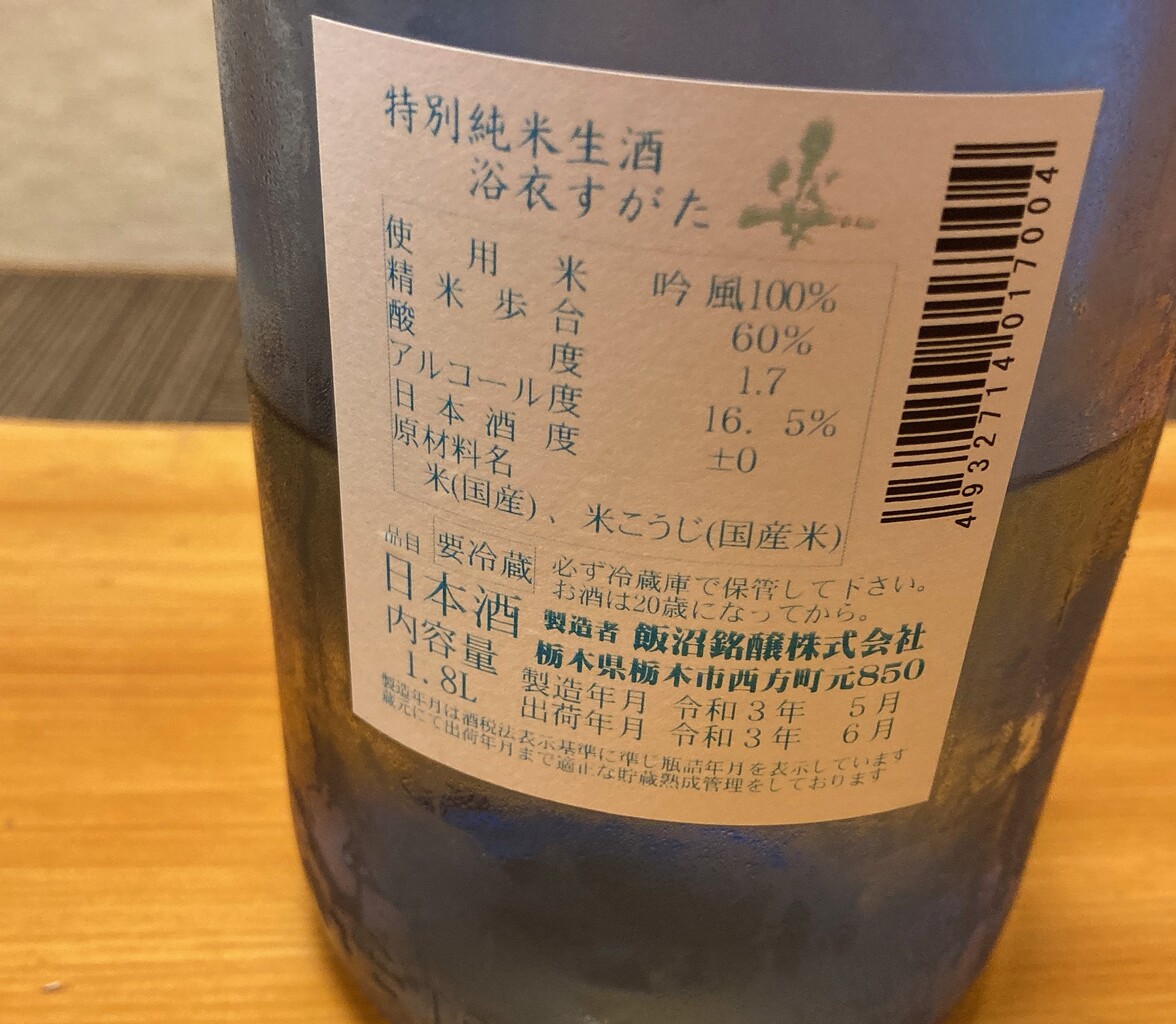 特別純米生酒
浴衣すがた
姿
使用米 吟風100%
精米歩合 60%
酸度 1.7
アルコール度 16. 5%
日本酒度 ±0
原材料名
米(国産)、米こうじ(国産米)
品目
日本酒
要冷蔵
必ず冷蔵庫で保管して下さい。
お酒は20歳になってから。
内容量
1. 8L
製造者 飯沼銘醸株式会社
栃木県栃木市西方町元850
製造年月 令和3年 5月
出荷年月 令和3年 6月
製造年月は酒税法表示基準に準じ瓶詰年月を表示しています
蔵元にて出荷年月まで適正な貯蔵熟成管理をしております
4932714017004